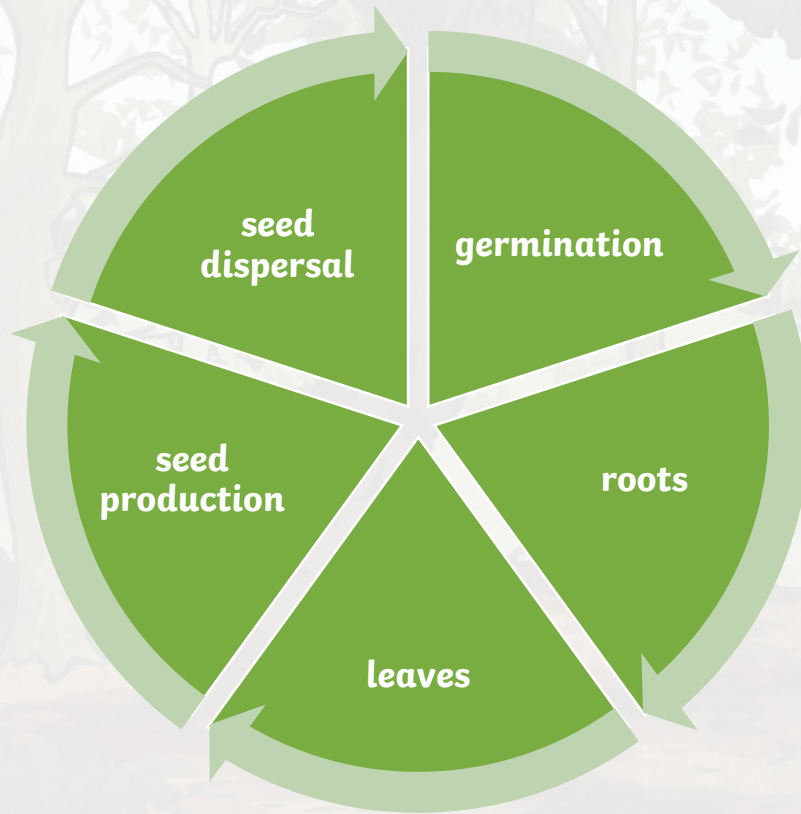 seed
dispersal
germination
roots
leaves
seed
production